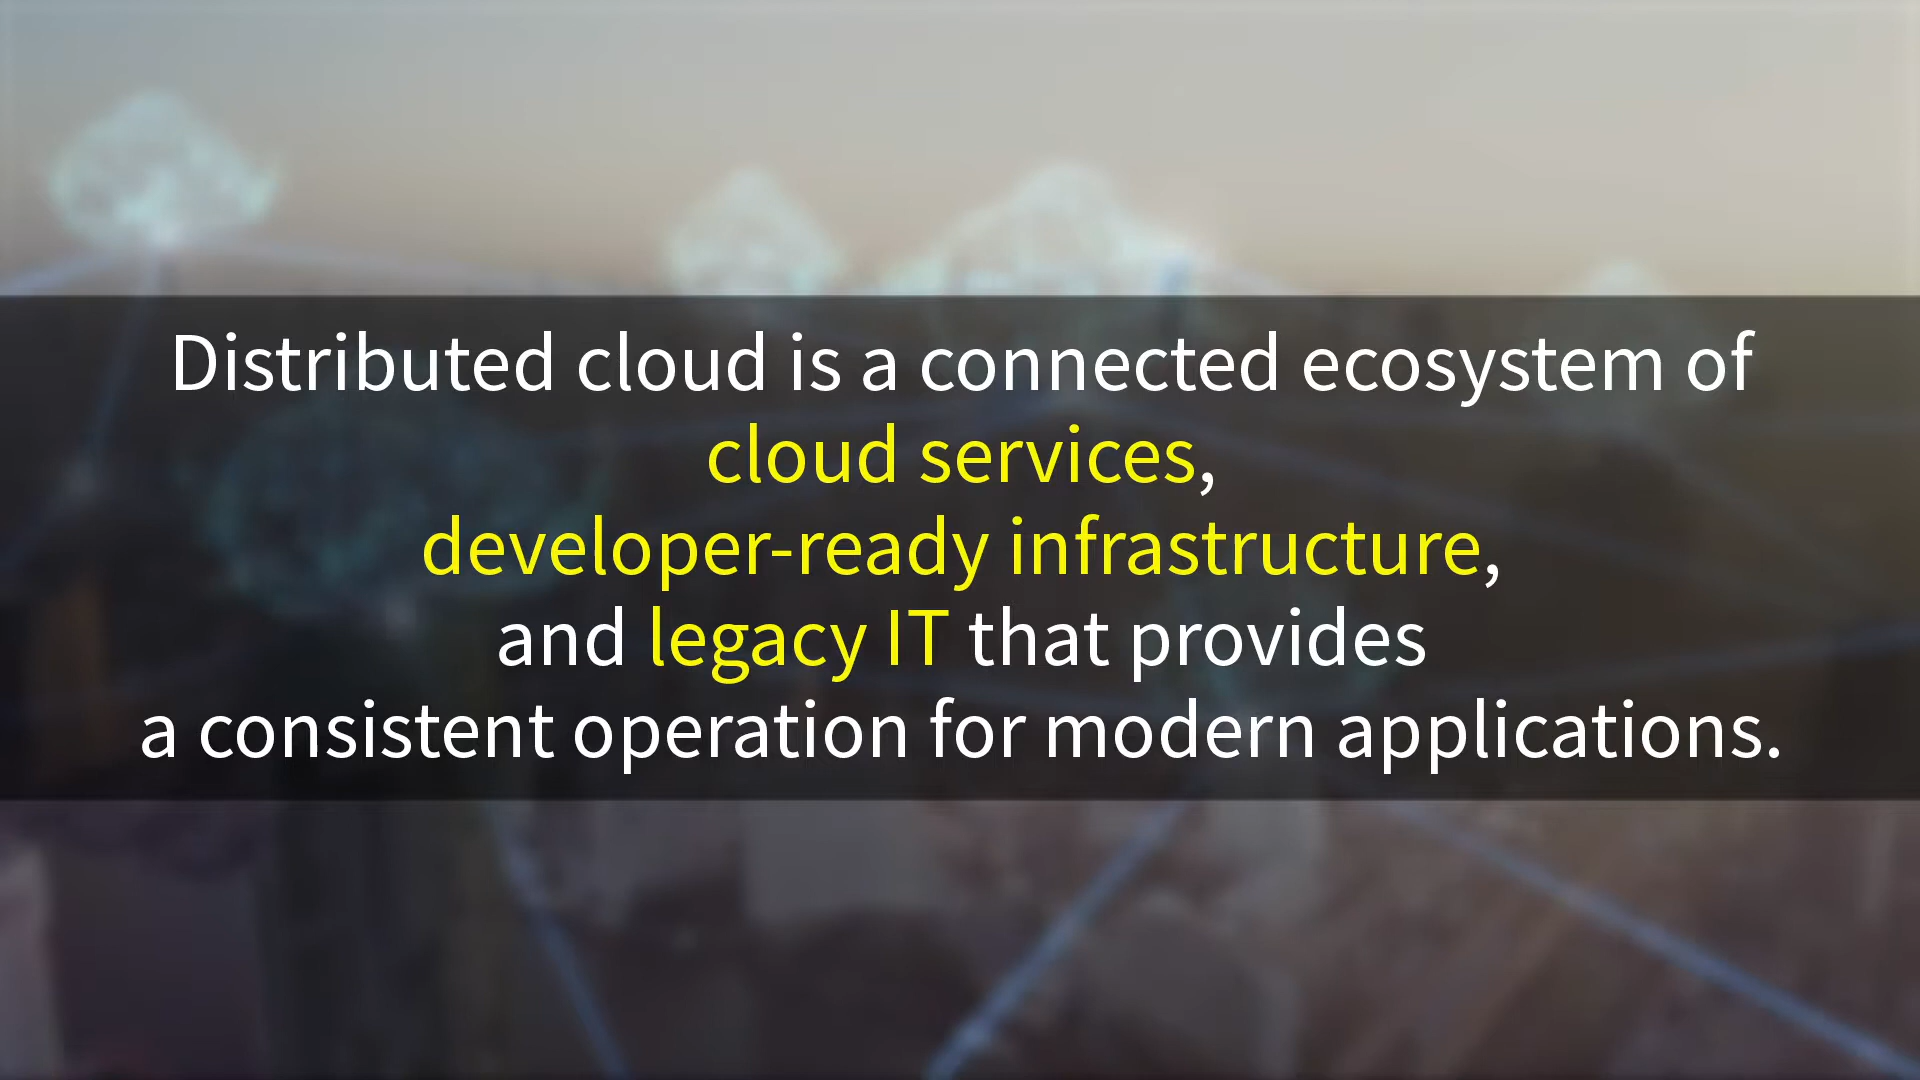 Distributed cloud is a connected ecosystem of
cloud services,
developer-ready infrastructure,
and legacy IT that provides
a consistent operation for modern applications.